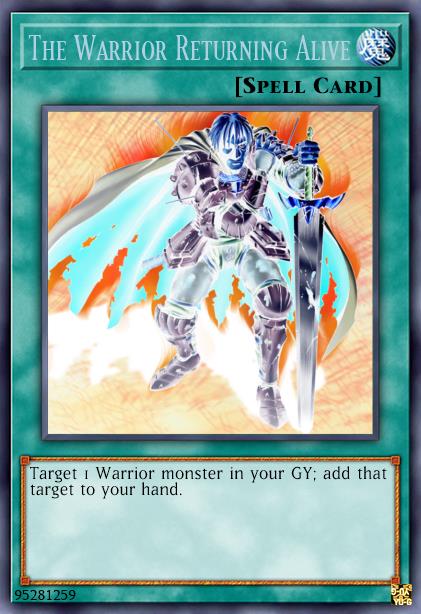 The Warrior Returning Alive 魔
[Spell Card]
Target 1 Warrior monster in your GY; add that
target to your hand.
95281259